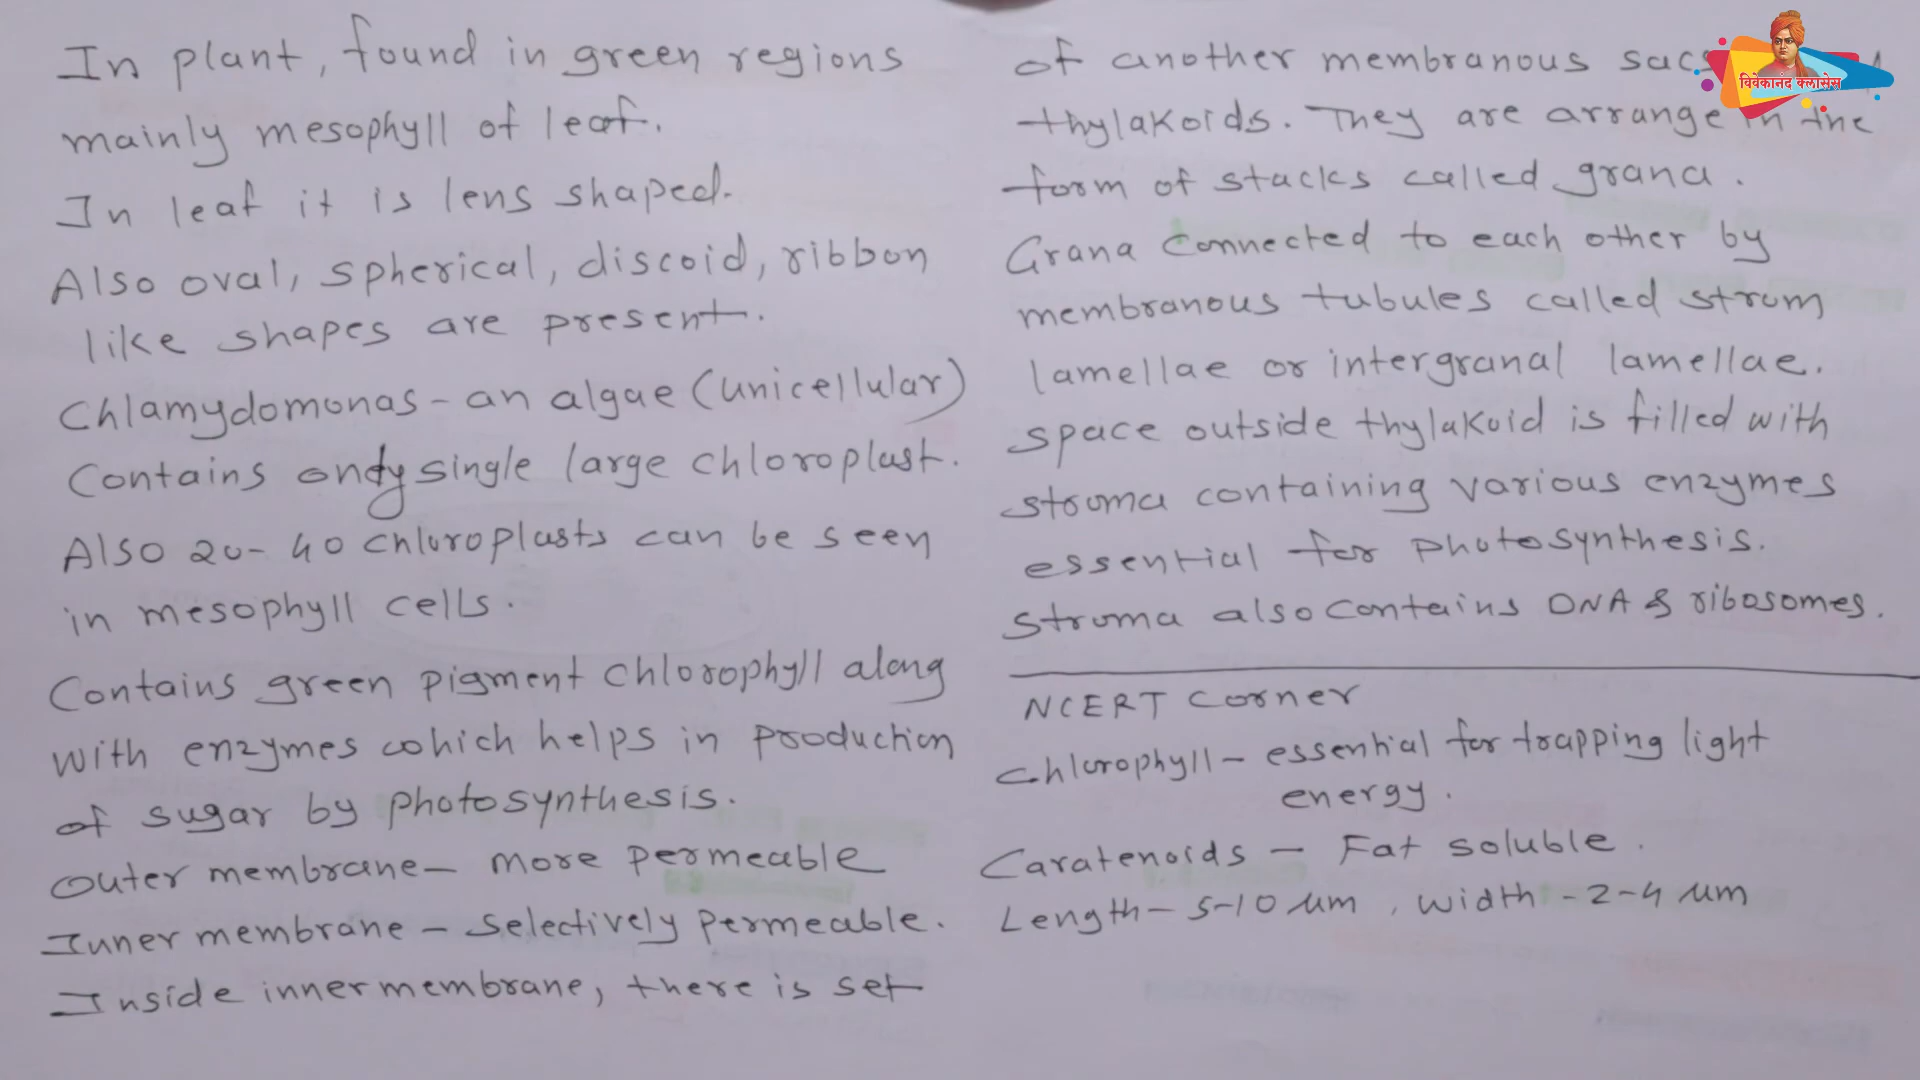 In plant, found in green regions
mainly mesophyll of leaf.
In leaf it is lens shaped.
Also oval, spherical, discoid, ribbon
like shapes are present.
Chlamydomonas - an algae (unicellular)
Contains only single large chloroplast.
Also 20-40 chloroplasts can be seen
in mesophyll cells.
Contains green pigment chlorophyll along
with enzymes which helps in production
of sugar by photosynthesis.
Outer membrane - more permeable
Inner membrane - selectively permeable.
Inside inner membrane, there is set
of another membranous sacs
thylakoids. They are arrange in the
form of stacks called grana.
Grana connected to each other by
membranous tubules called strom
lamellae or intergranal lamellae.
space outside thylakoid is filled with
stroma containing various enzymes
essential for photosynthesis.
stroma also contains DNA & ribosomes.
NCERT Corner
Chlorophyll - essential for trapping light
energy.
Caratenoids - Fat soluble.
Length - 5-10 μm, width - 2-4 μm
विवेकानंद क्लासेस